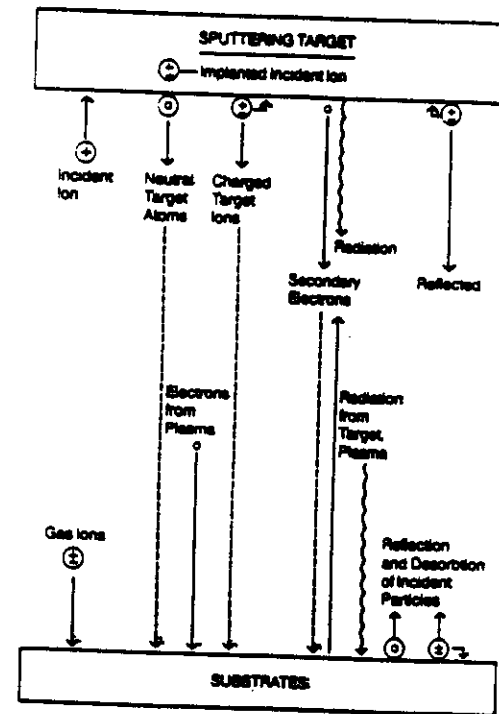 SPUTTERING TARGET
Implanted Incident Ion
Incident
Ion
Neutral
Target
Atoms
Charged
Target
Ions
Radiation
Secondary
Electrons
Reflected
Electrons
from
Plasma
Radiation
from
Target,
Plasma
Gas Ions
Reflection
and Desorbtion
of Incident
Particles
SUBSTRATES